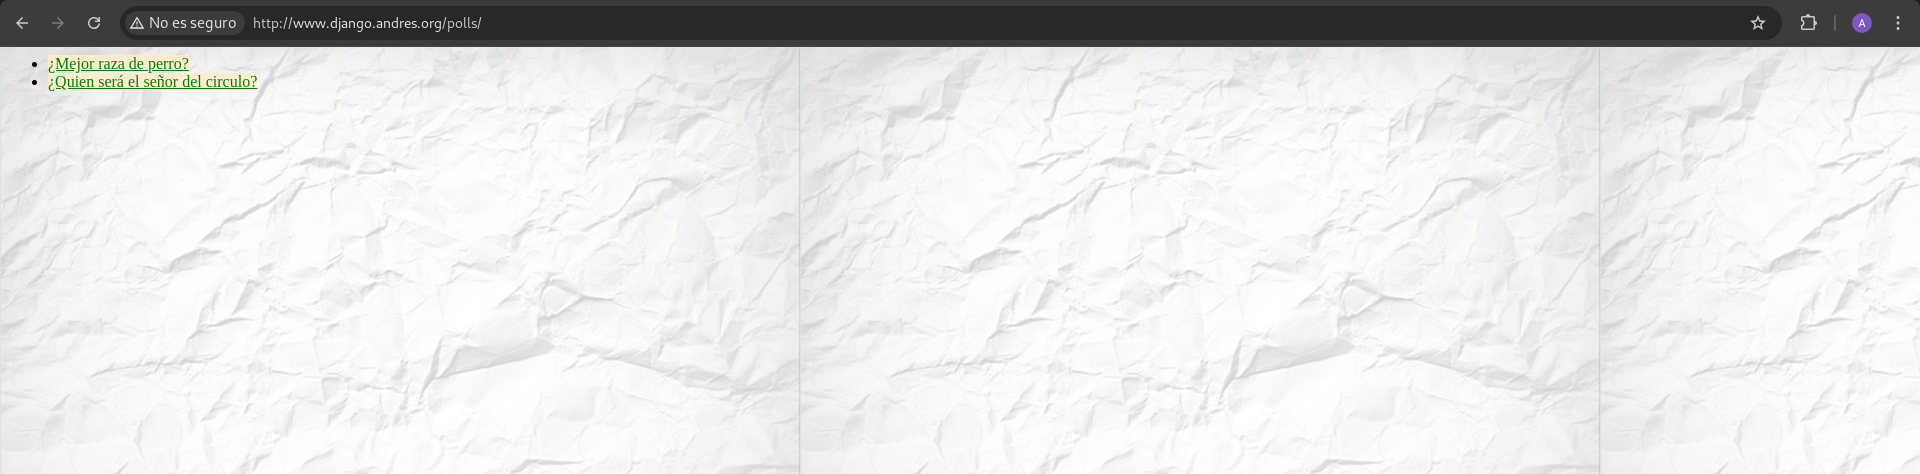 No es seguro http://www.django.andres.org/polls/ A
¿Mejor raza de perro?
¿Quien será el señor del circulo?